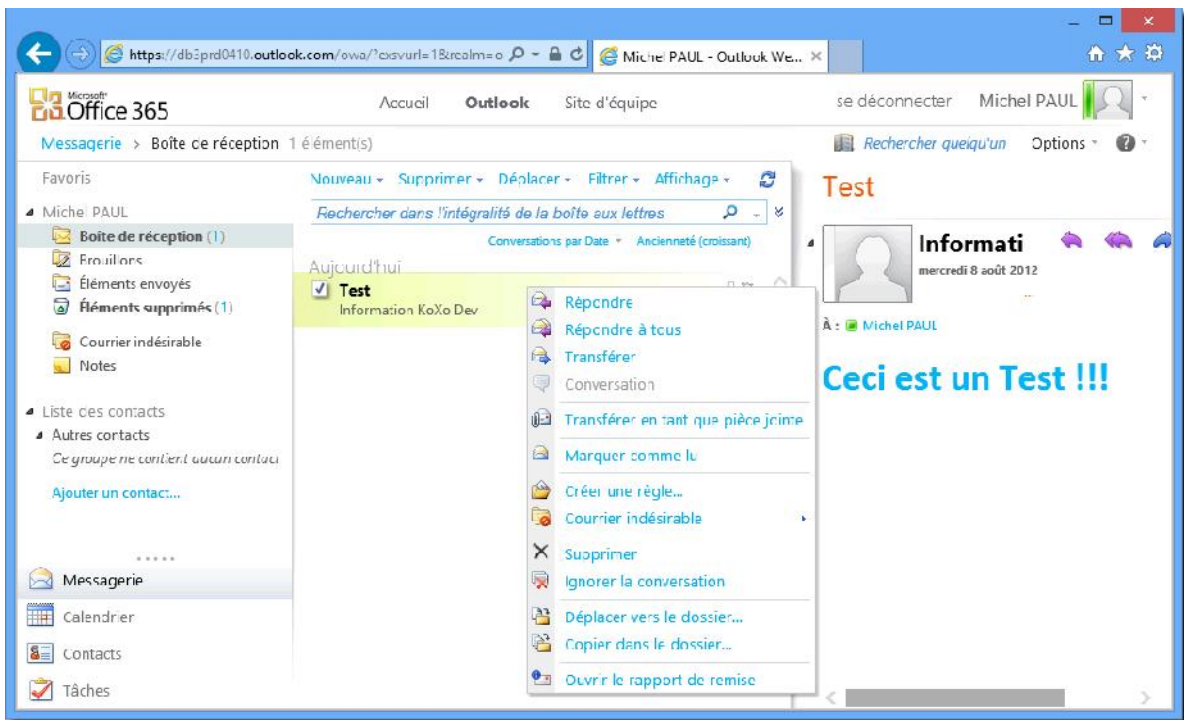 https://db3prd0410.outlook.com/owa/?exsvurl=1&realm=o
Michel PAUL - Outlook We...
Microsoft
Office 365
Accueil
Outlook
Site d'équipe
se déconnecter
Michel PAUL
Messagerie > Boîte de réception 1 élément(s)
Rechercher quelqu'un
Options
Favoris
Michel PAUL
Boîte de réception (1)
Brouillons
Éléments envoyés
Éléments supprimés (1)
Courrier indésirable
Notes
Liste des contacts
Autres contacts
Ce groupe ne contient aucun contact
Ajouter un contact...
Messagerie
Calendrier
Contacts
Tâches
Nouveau
Supprimer
Déplacer
Filtrer
Affichage
Rechercher dans l'intégralité de la boîte aux lettres
Conversations par Date
Ancienneté (croissant)
Aujourd'hui
Test
Information KoXo Dev
Répondre
Répondre à tous
Transférer
Conversation
Transférer en tant que pièce jointe
Marquer comme lu
Créer une règle...
Courrier indésirable
Supprimer
Ignorer la conversation
Déplacer vers le dossier...
Copier dans le dossier...
Ouvrir le rapport de remise
Test
Informati
mercredi 8 août 2012
À : Michel PAUL
Ceci est un Test !!!